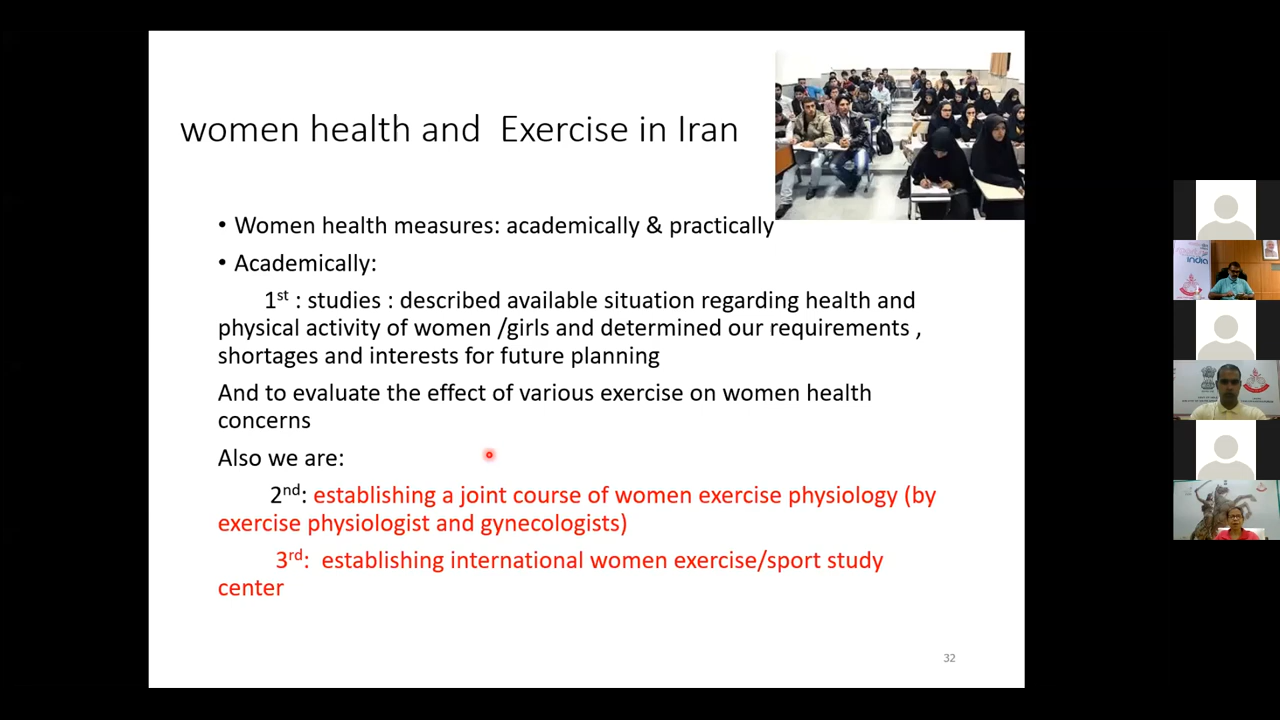 women health and Exercise in Iran
• Women health measures: academically & practically
• Academically:
1st : studies : described available situation regarding health and
physical activity of women /girls and determined our requirements ,
shortages and interests for future planning
And to evaluate the effect of various exercise on women health
concerns
Also we are:
2nd: establishing a joint course of women exercise physiology (by
exercise physiologist and gynecologists)
3rd: establishing international women exercise/sport study
center
32
india